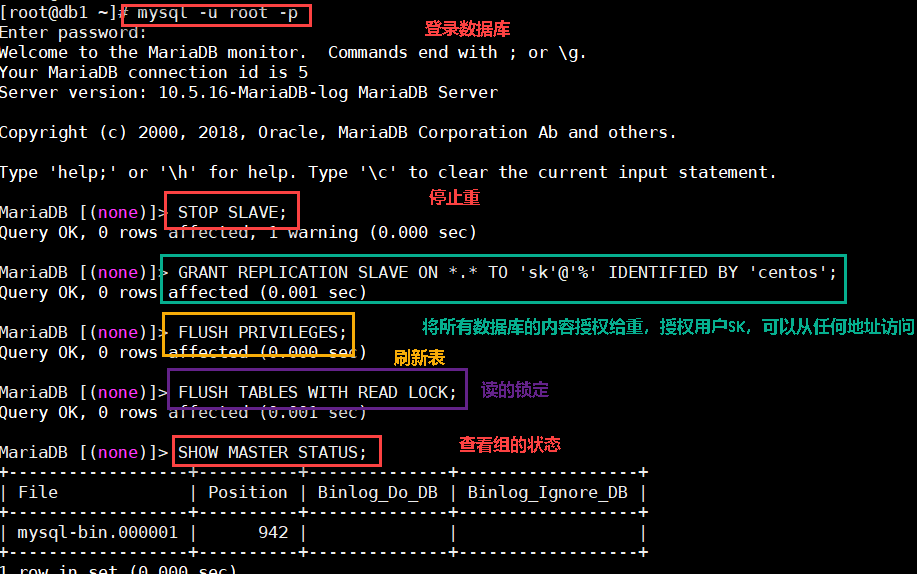 [root@db1 ~]# mysql -u root -p
登录数据库
Enter password:
Welcome to the MariaDB monitor.  Commands end with ; or \g.
Your MariaDB connection id is 5
Server version: 10.5.16-MariaDB-log MariaDB Server
Copyright (c) 2000, 2018, Oracle, MariaDB Corporation Ab and others.
Type 'help;' or '\h' for help. Type '\c' to clear the current input statement.
停止重
MariaDB [(none)]> STOP SLAVE;
Query OK, 0 rows affected, 1 warning (0.000 sec)
MariaDB [(none)]> GRANT REPLICATION SLAVE ON *.* TO 'sk'@'%' IDENTIFIED BY 'centos';
Query OK, 0 rows affected (0.001 sec)
将所有数据库的内容授权给重，授权用户SK，可以从任何地址访问
MariaDB [(none)]> FLUSH PRIVILEGES;
Query OK, 0 rows affected (0.000 sec)
刷新表
MariaDB [(none)]> FLUSH TABLES WITH READ LOCK;
读的锁定
Query OK, 0 rows affected (0.001 sec)
MariaDB [(none)]> SHOW MASTER STATUS;
查看组的状态
+------------------+----------+--------------+------------------+
| File             | Position | Binlog_Do_DB | Binlog_Ignore_DB |
+------------------+----------+--------------+------------------+
| mysql-bin.000001 |      942 |              |                  |
+------------------+----------+--------------+------------------+
1 row in set (0.000 sec)